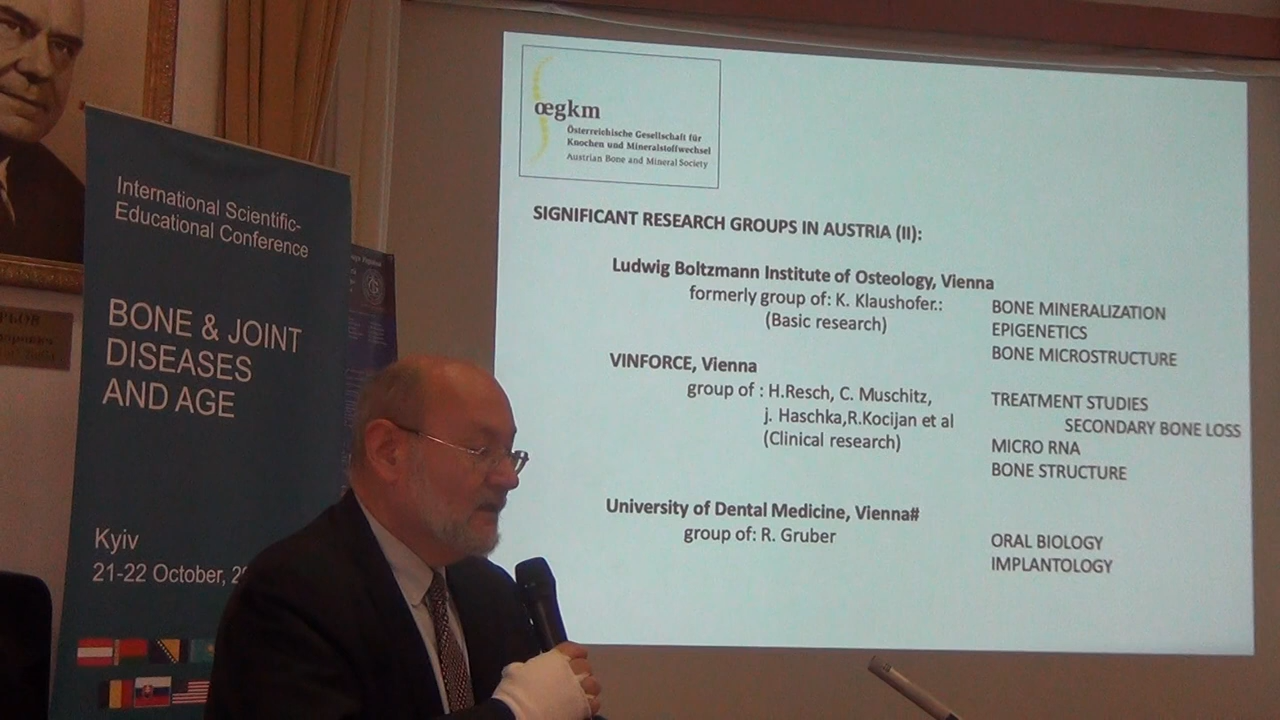 International Scientific-
Educational Conference
BONE & JOINT
DISEASES
AND AGE
Kyiv
21-22 October,
œgkm
Österreichische Gesellschaft für
Knochen und Mineralstoffwechsel
Austrian Bone and Mineral Society
SIGNIFICANT RESEARCH GROUPS IN AUSTRIA (II):
Ludwig Boltzmann Institute of Osteology, Vienna
formerly group of: K. Klaushofer.:
(Basic research)
BONE MINERALIZATION
EPIGENETICS
BONE MICROSTRUCTURE
VINFORCE, Vienna
group of : H.Resch, C. Muschitz,
j. Haschka,R.Kocijan et al
(Clinical research)
TREATMENT STUDIES
SECONDARY BONE LOSS
MICRO RNA
BONE STRUCTURE
University of Dental Medicine, Vienna#
group of: R. Gruber
ORAL BIOLOGY
IMPLANTOLOGY